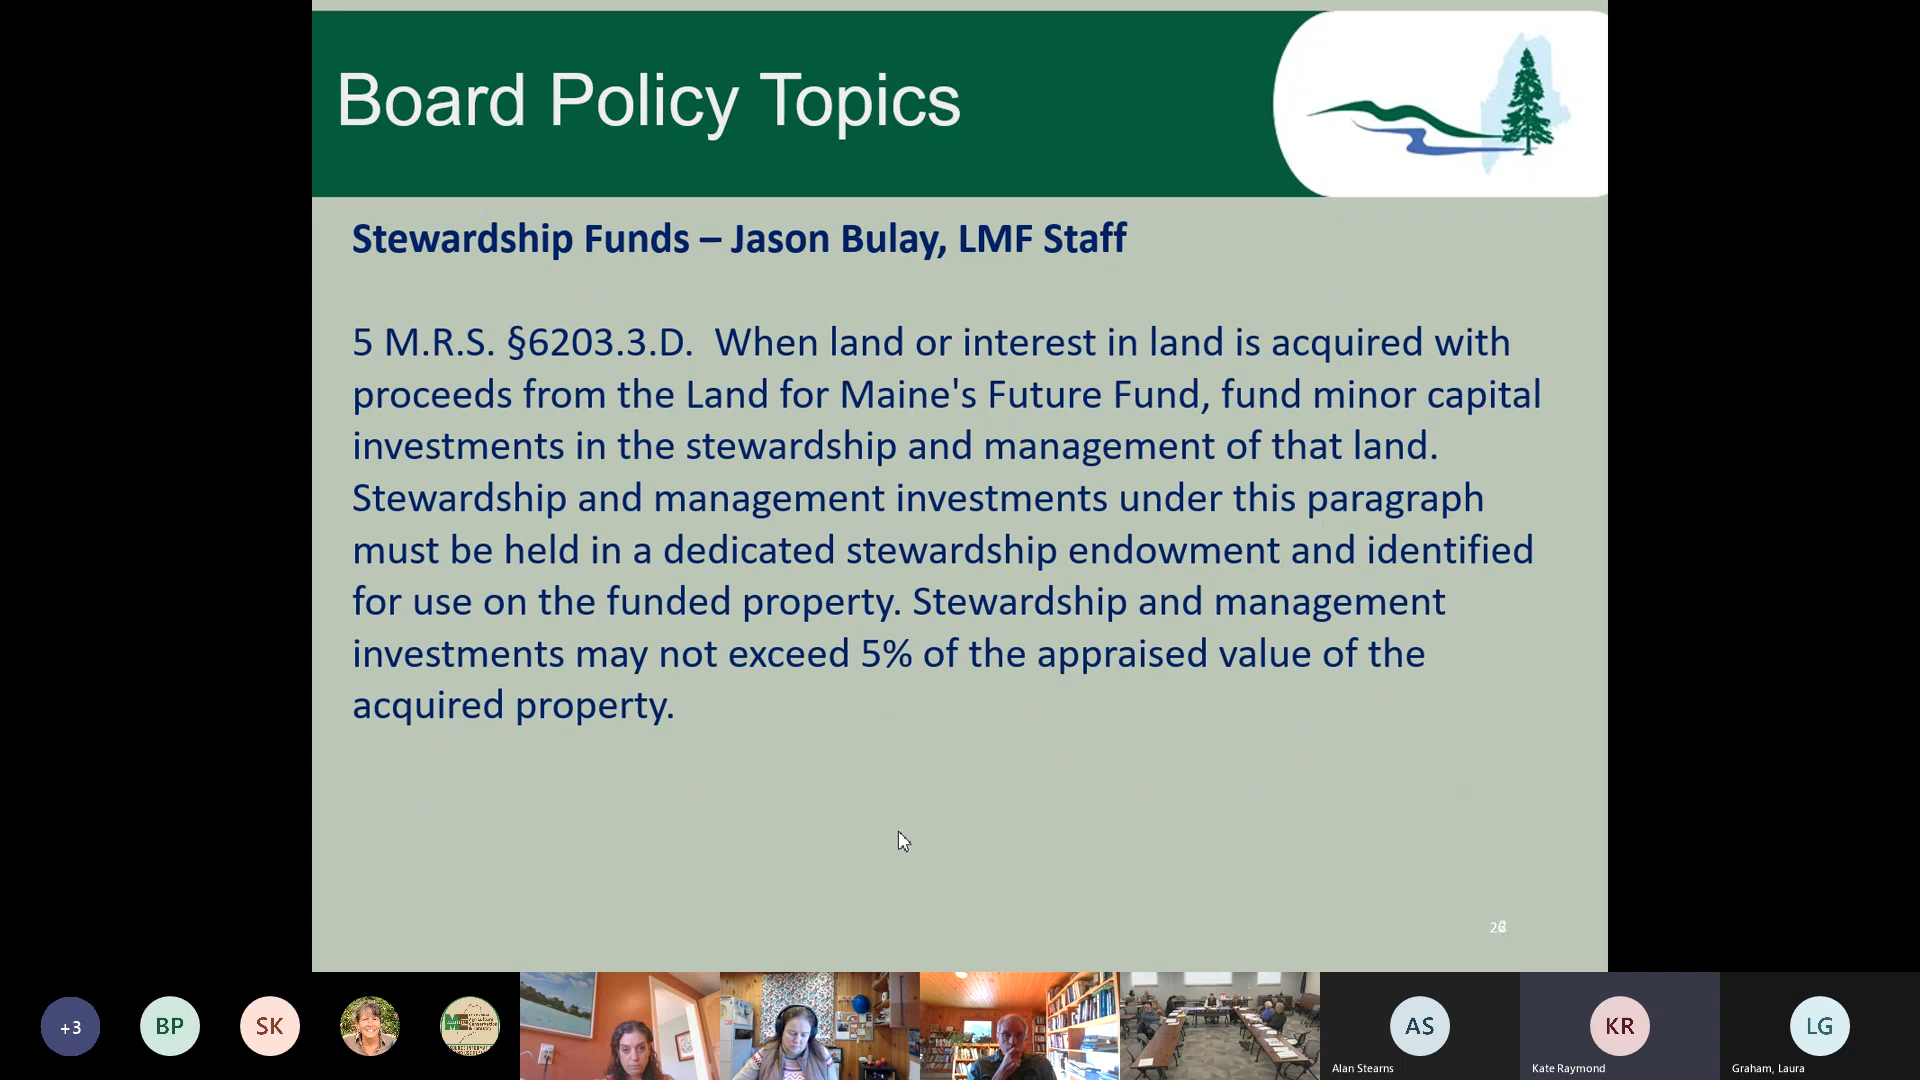 Board Policy Topics
Stewardship Funds – Jason Bulay, LMF Staff
5 M.R.S. §6203.3.D.  When land or interest in land is acquired with
proceeds from the Land for Maine's Future Fund, fund minor capital
investments in the stewardship and management of that land.
Stewardship and management investments under this paragraph
must be held in a dedicated stewardship endowment and identified
for use on the funded property. Stewardship and management
investments may not exceed 5% of the appraised value of the
acquired property.
+3
BP
SK
AS
KR
LG
Alan Stearns
Kate Raymond
Graham, Laura